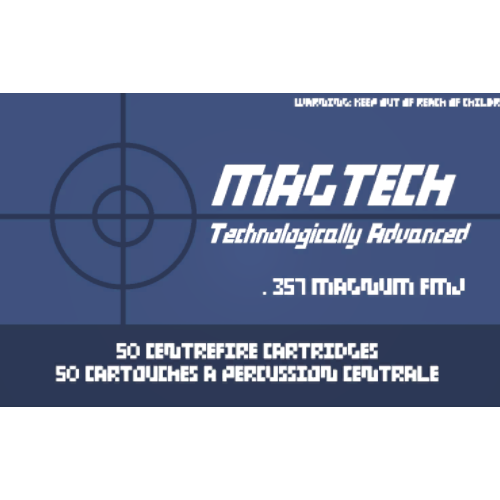 WARNING: KEEP OUT OF REACH OF CHILDR
MAGTECH
Technologically Advanced
.357 MAGNUM FMJ
50 CENTREFIRE CARTRIDGES
50 CARTOUCHES A PERCUSSION CENTRALE